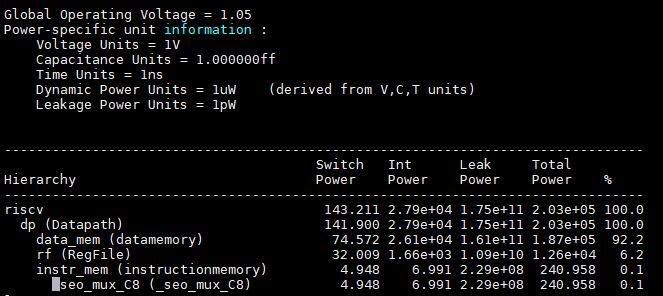 Global Operating Voltage = 1.05
Power-specific unit information :
    Voltage Units = 1V
    Capacitance Units = 1.000000ff
    Time Units = 1ns
    Dynamic Power Units = 1uW    (derived from V,C,T units)
    Leakage Power Units = 1pW
--------------------------------------------------------------------------------
                                       Switch   Int      Leak     Total
Hierarchy                              Power    Power    Power    Power    %
--------------------------------------------------------------------------------
riscv                                  143.211 2.79e+04 1.75e+11 2.03e+05 100.0
  dp (Datapath)                        141.900 2.79e+04 1.75e+11 2.03e+05 100.0
    data_mem (datamemory)               74.572 2.61e+04 1.61e+11 1.87e+05  92.2
    rf (RegFile)                        32.009 1.66e+03 1.09e+10 1.26e+04   6.2
    instr_mem (instructionmemory)        4.948    6.991 2.29e+08  240.958   0.1
      seo_mux_C8 (_seo_mux_C8)           4.948    6.991 2.29e+08  240.958   0.1